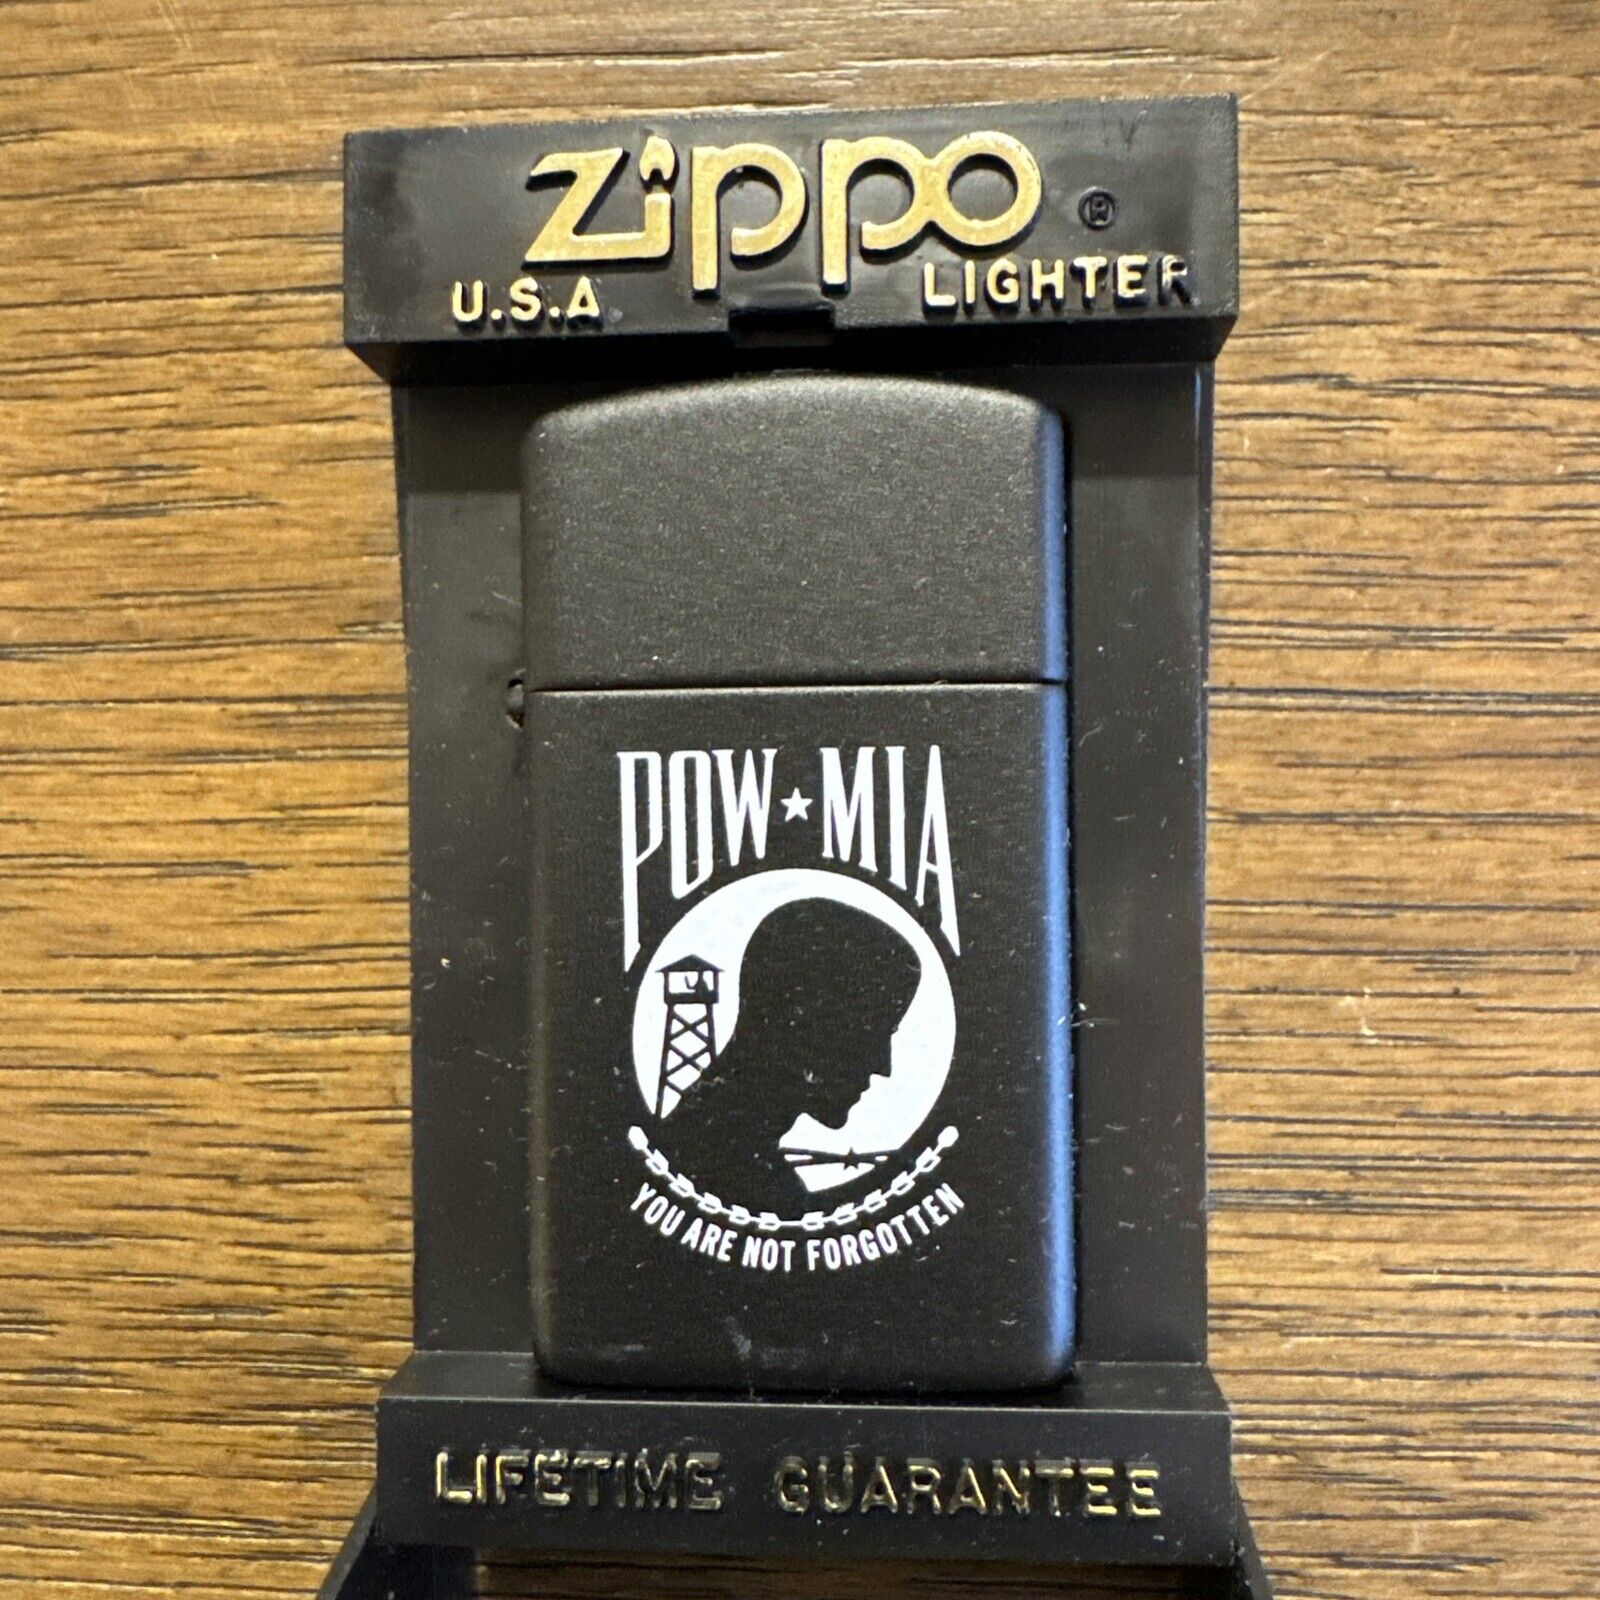 Zippo ®
U.S.A LIGHTER
POW★MIA
YOU ARE NOT FORGOTTEN
LIFETIME GUARANTEE